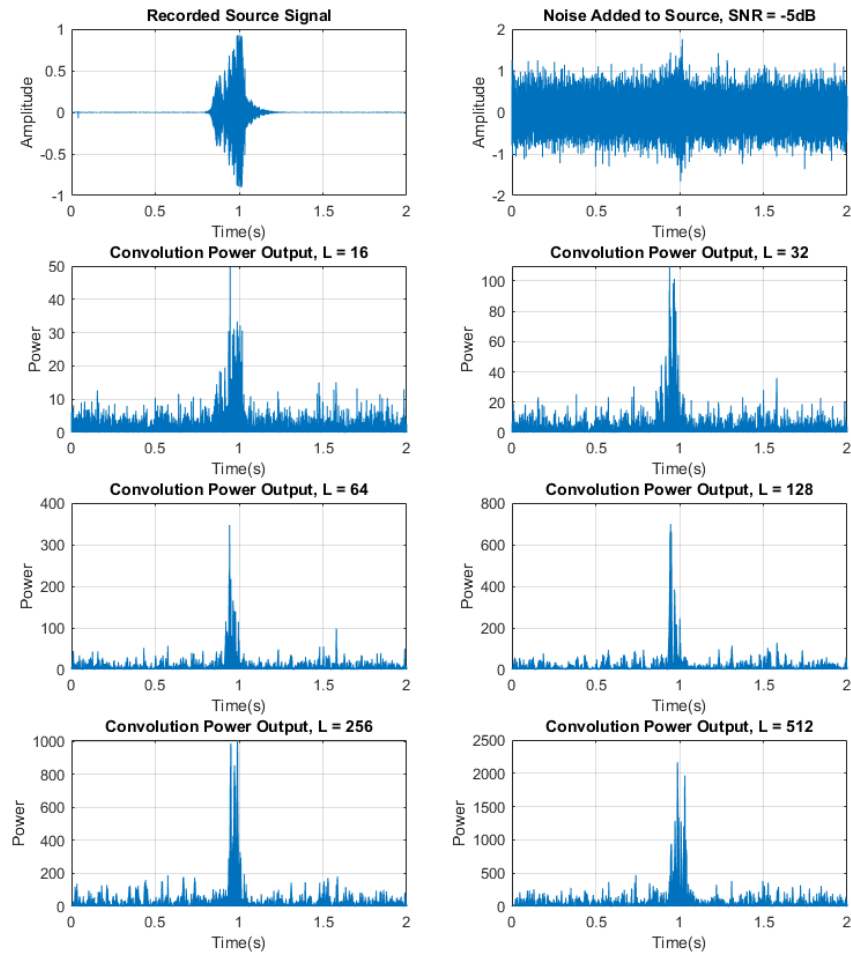 Recorded Source Signal
1
0.5
0
-0.5
-1
Amplitude
0 0.5 1 1.5 2
Time(s)
Noise Added to Source, SNR = -5dB
2
1
0
-1
-2
Amplitude
0 0.5 1 1.5 2
Time(s)
Convolution Power Output, L = 16
50
40
30
20
10
0
Power
0 0.5 1 1.5 2
Time(s)
Convolution Power Output, L = 32
100
80
60
40
20
0
Power
0 0.5 1 1.5 2
Time(s)
Convolution Power Output, L = 64
400
300
200
100
0
Power
0 0.5 1 1.5 2
Time(s)
Convolution Power Output, L = 128
800
600
400
200
0
Power
0 0.5 1 1.5 2
Time(s)
Convolution Power Output, L = 256
1000
800
600
400
200
0
Power
0 0.5 1 1.5 2
Time(s)
Convolution Power Output, L = 512
2500
2000
1500
1000
500
0
Power
0 0.5 1 1.5 2
Time(s)